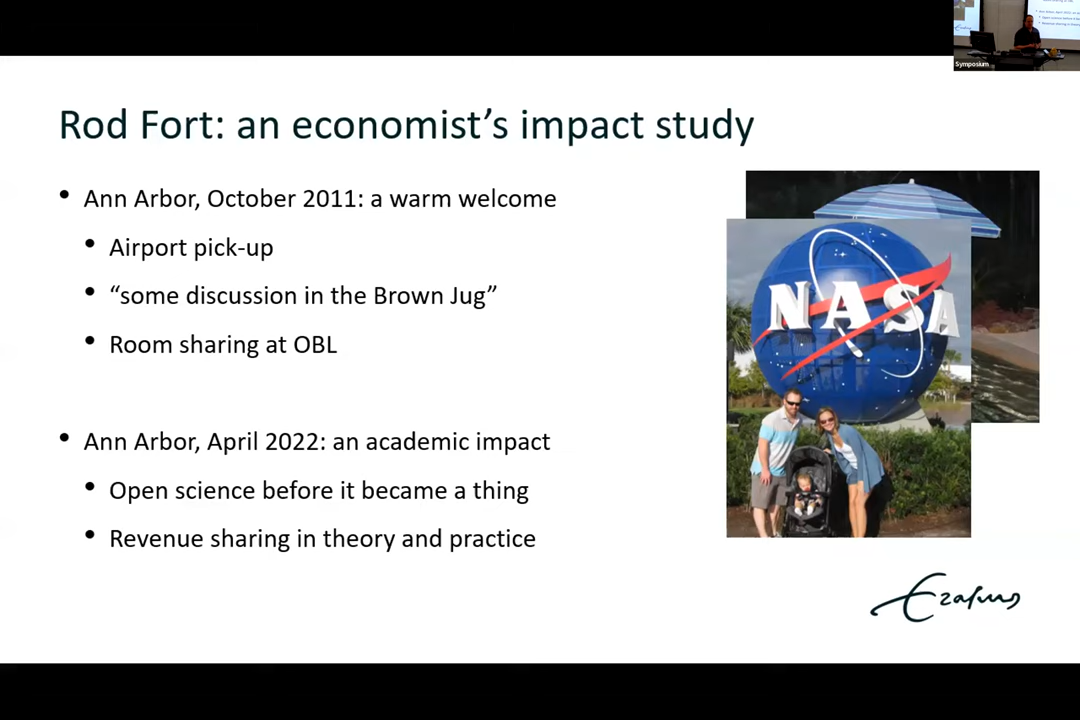 Symposium
Rod Fort: an economist’s impact study
• Ann Arbor, October 2011: a warm welcome
• Airport pick-up
• “some discussion in the Brown Jug”
• Room sharing at OBL
• Ann Arbor, April 2022: an academic impact
• Open science before it became a thing
• Revenue sharing in theory and practice
NASA
Erasmus